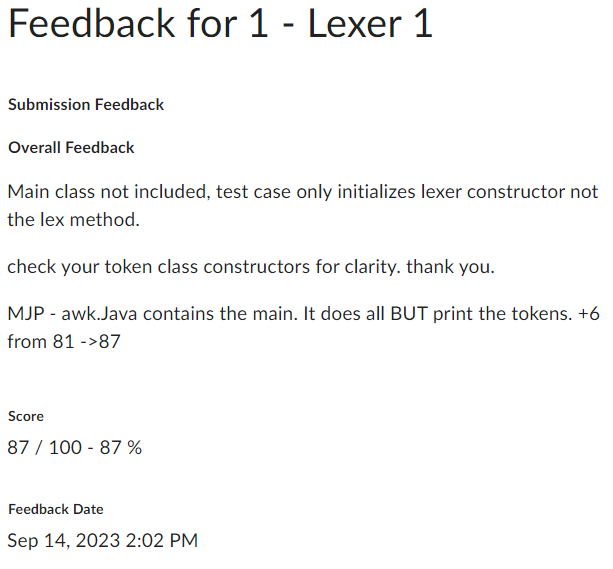 Feedback for 1 - Lexer 1
Submission Feedback
Overall Feedback
Main class not included, test case only initializes lexer constructor not
the lex method.
check your token class constructors for clarity. thank you.
MJP - awk.Java contains the main. It does all BUT print the tokens. +6
from 81 ->87
Score
87 / 100 - 87 %
Feedback Date
Sep 14, 2023 2:02 PM